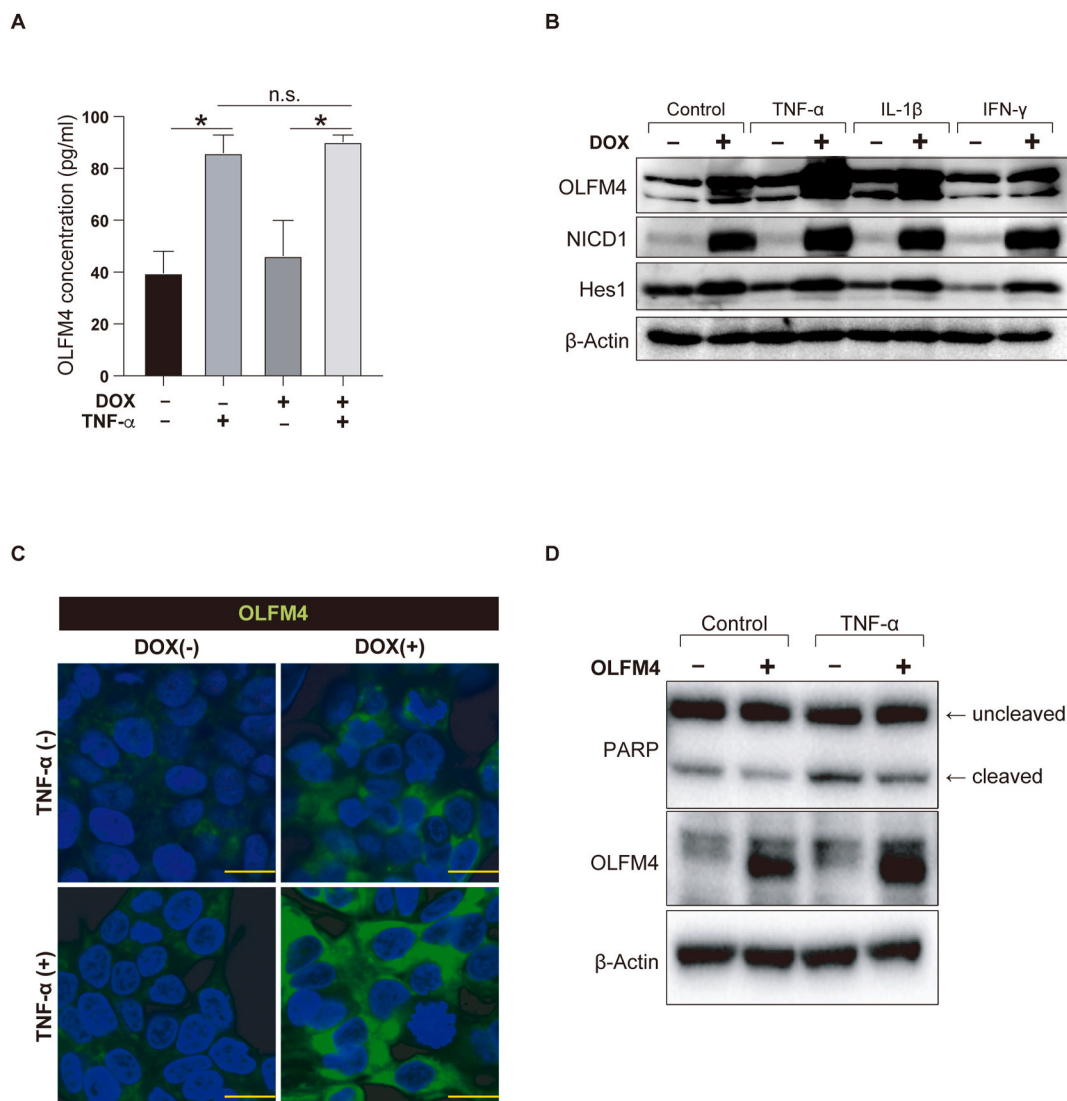 A
n.s.
*
*
OLFM4 concentration (pg/ml)
100
80
60
40
20
0
DOX – – + +
TNF-α – + – +
B
Control TNF-α IL-1β IFN-γ
DOX – + – + – + – +
OLFM4
NICD1
Hes1
β-Actin
C
OLFM4
DOX(-) DOX(+)
TNF-α (-)
TNF-α (+)
D
Control TNF-α
OLFM4 – + – +
PARP
← uncleaved
← cleaved
OLFM4
β-Actin